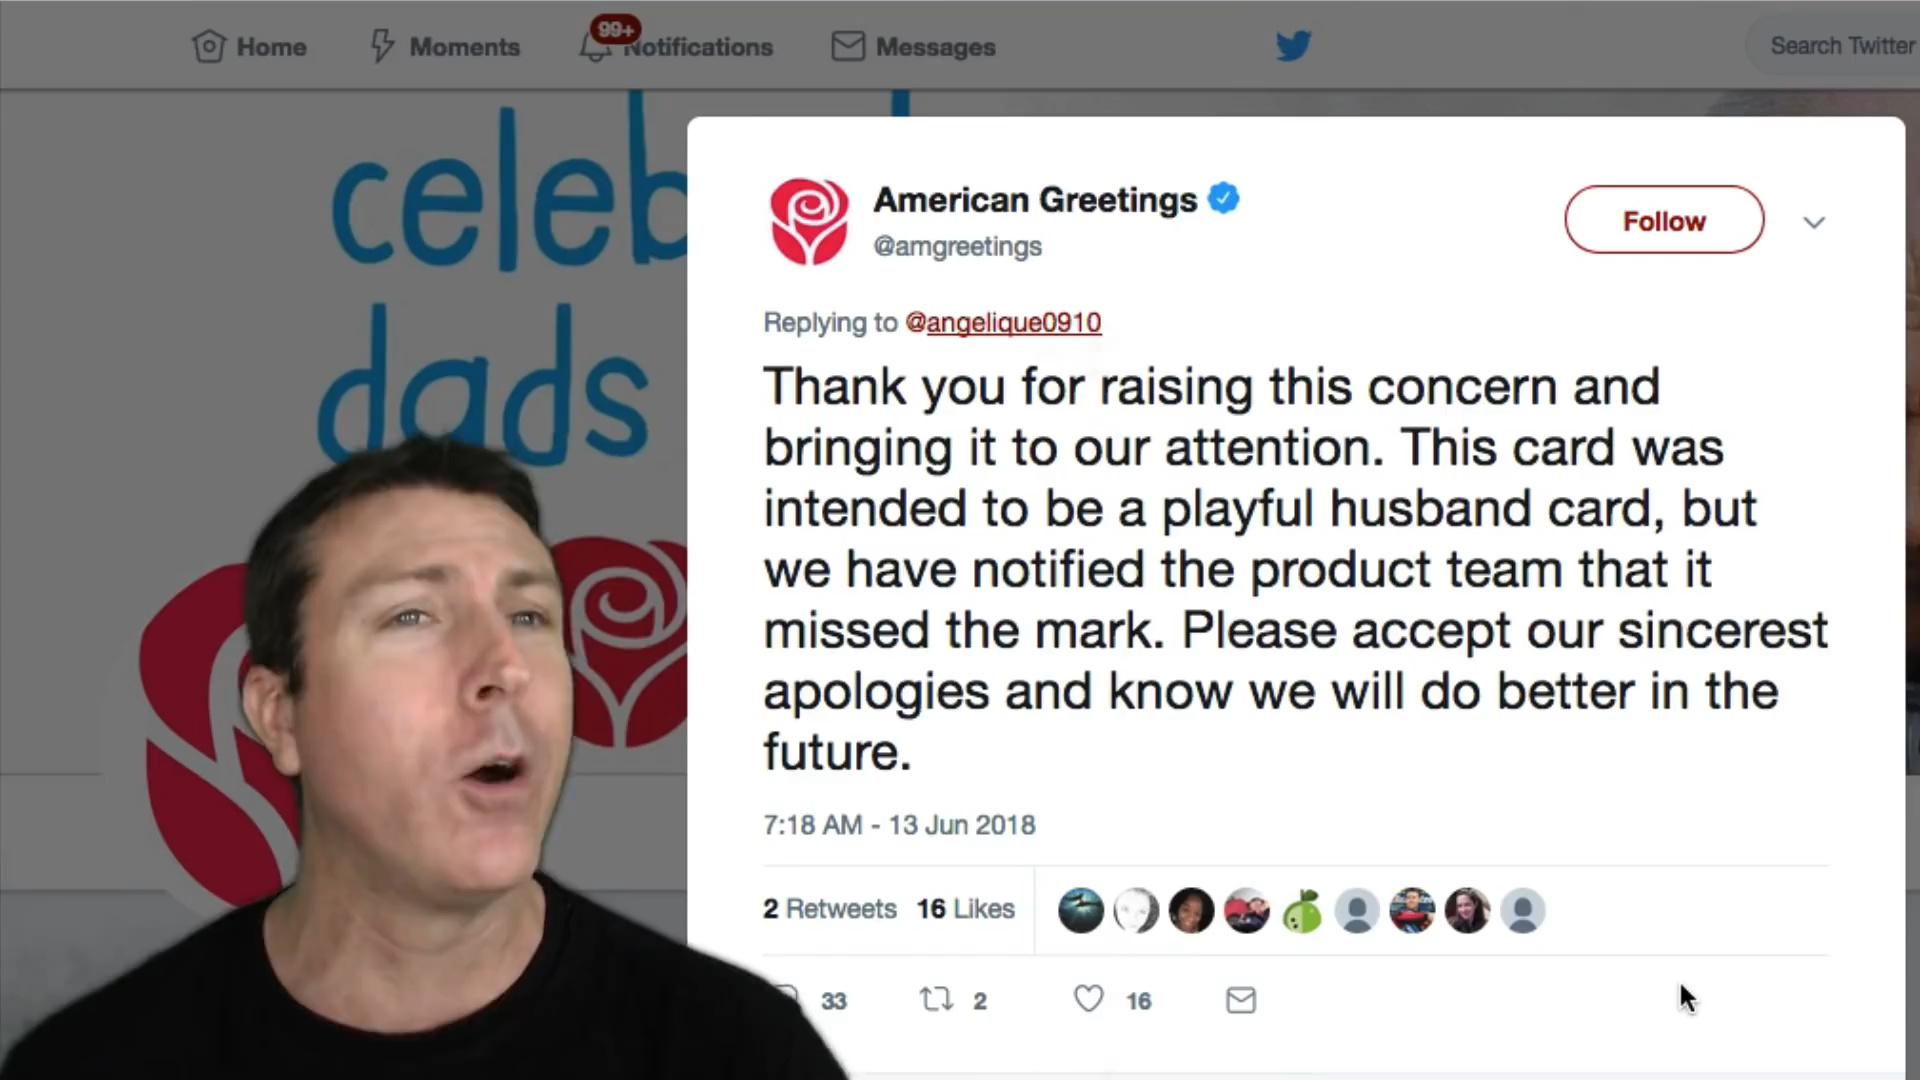 Home
Moments
99+
Notifications
Messages
Search Twitter
dads
American Greetings
@amgreetings
Follow
Replying to @angelique0910
Thank you for raising this concern and
bringing it to our attention. This card was
intended to be a playful husband card, but
we have notified the product team that it
missed the mark. Please accept our sincerest
apologies and know we will do better in the
future.
7:18 AM - 13 Jun 2018
2 Retweets 16 Likes
33
2
16